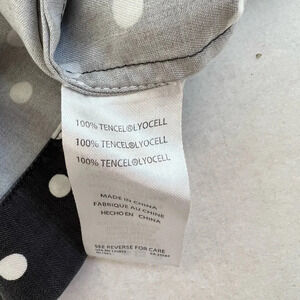 100% TENCEL®LYOCELL
100% TENCEL®LYOCELL
100% TENCEL®LYOCELL
MADE IN CHINA
FABRIQUE AU CHINE
HECHO EN CHINA
SEE REVERSE FOR CARE